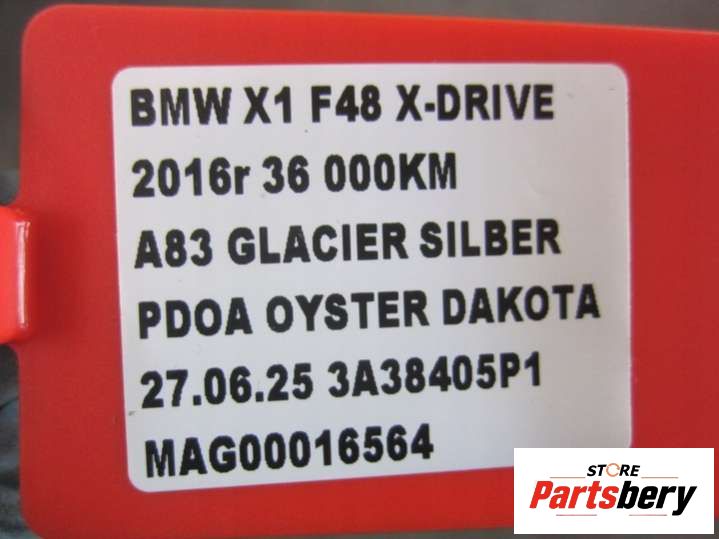 BMW X1 F48 X-DRIVE
2016r 36 000KM
A83 GLACIER SILBER
PDOA OYSTER DAKOTA
27.06.25 3A38405P1
MAG00016564
STORE
Partsbery